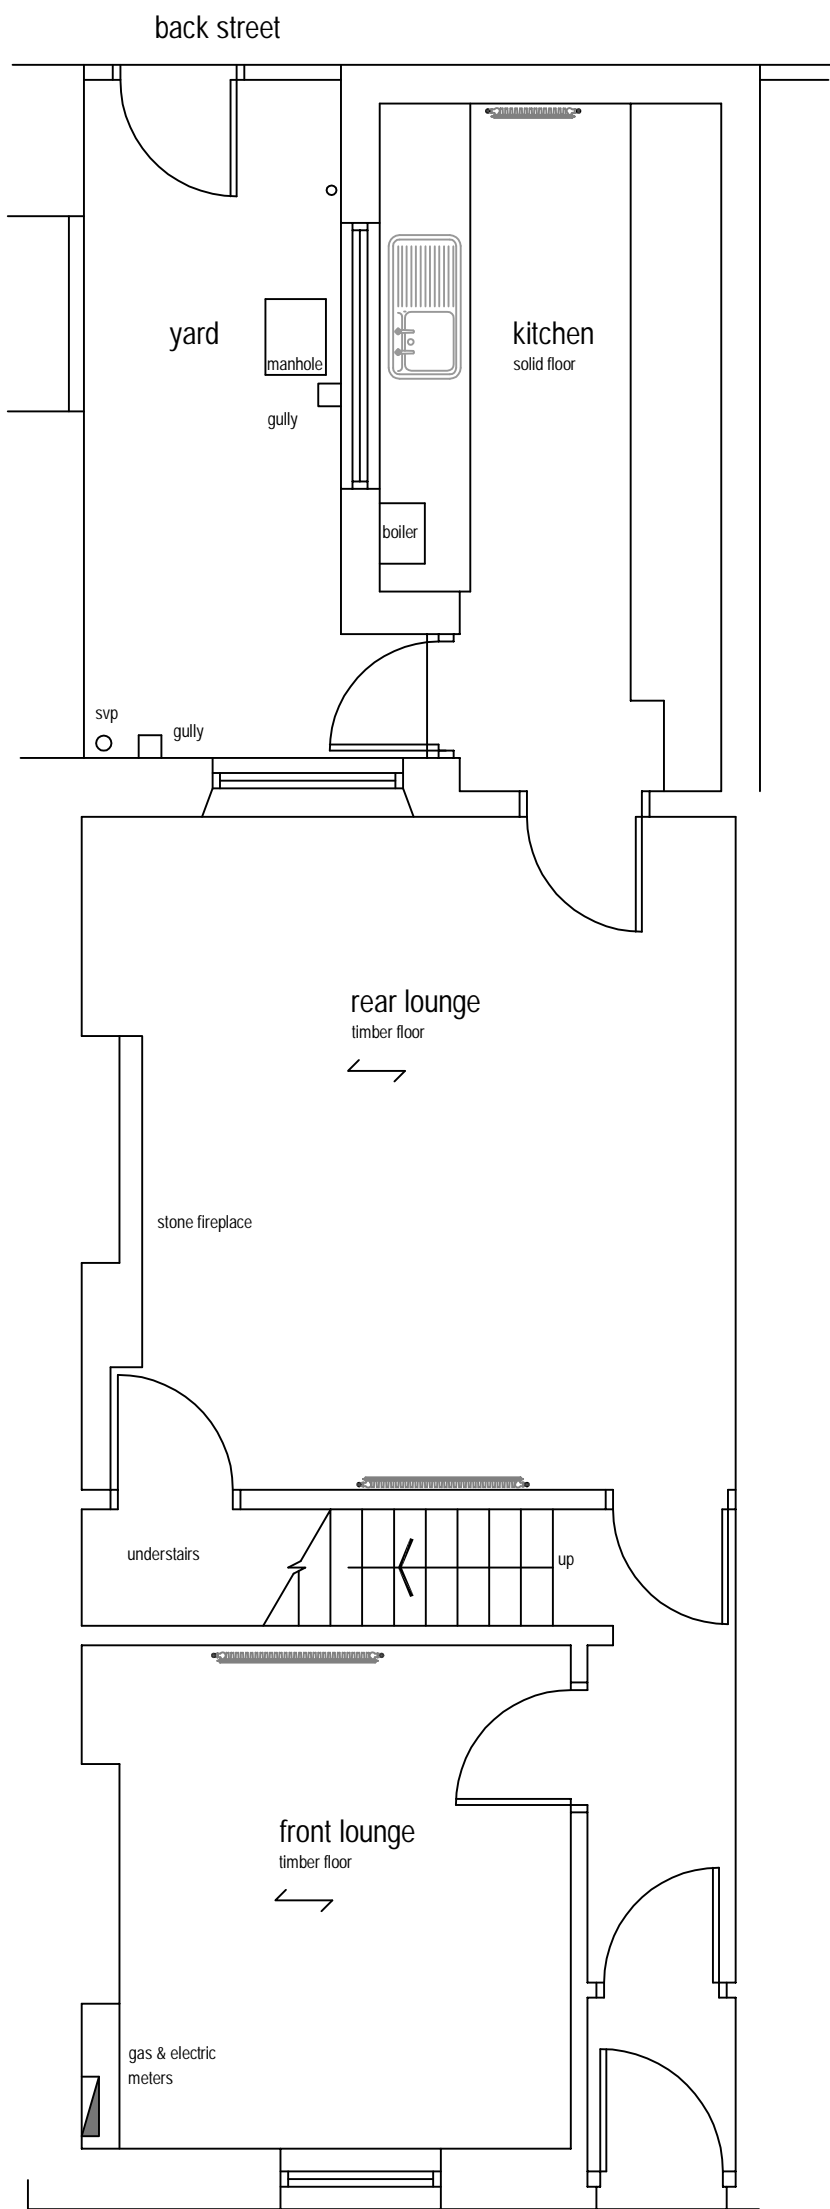 back street
yard
manhole
gully
kitchen
solid floor
boiler
svp
gully
rear lounge
timber floor
stone fireplace
understairs
up
front lounge
timber floor
gas & electric
meters